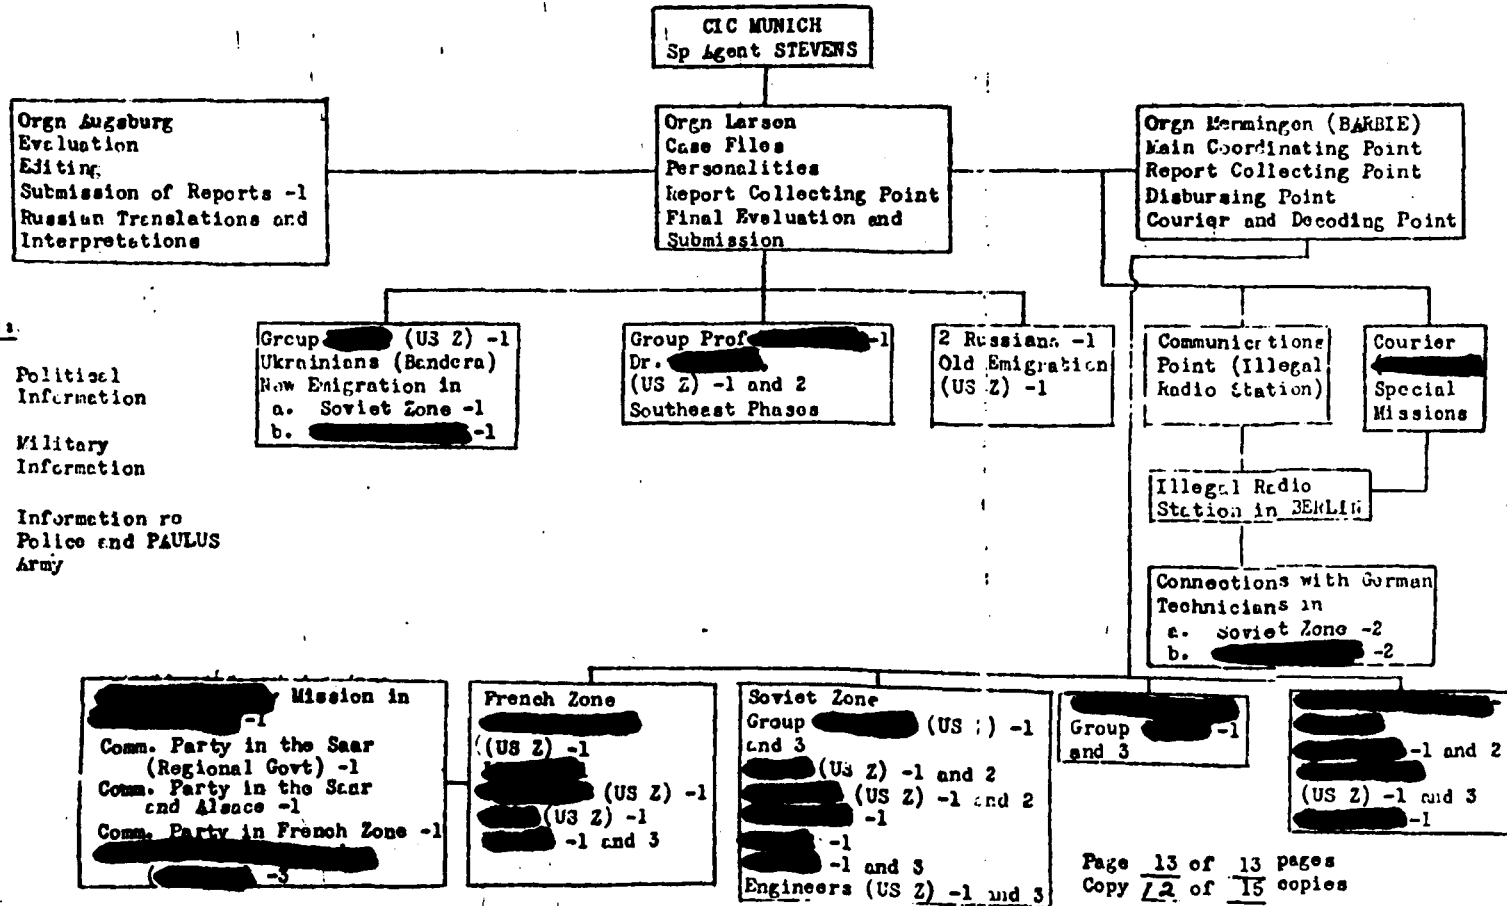 CIC MUNICH
Sp Agent STEVENS
Orgn Augsburg
Evaluation
Editing
Submission of Reports -1
Russian Translations and
Interpretations
Orgn Larson
Case Files
Personalities
Report Collecting Point
Final Evaluation and
Submission
Orgn Memmingen (BARBIE)
Main Coordinating Point
Report Collecting Point
Disbursing Point
Courier and Decoding Point
Group (US Z) -1
Ukrainians (Bandera)
New Emigration in
a. Soviet Zone -1
b. -1
Group Prof -1
Dr.
(US Z) -1 and 2
Southeast Phases
2 Russians -1
Old Emigration
(US Z) -1
Communications
Point (Illegal
Radio Station)
Courier
Special
Missions
Political
Information
Military
Information
Information re
Police and PAULUS
Army
Illegal Radio
Station in BERLIN
Connections with German
Technicians in
a. Soviet Zone -2
b. -2
Mission in
-1
Comm. Party in the Saar
(Regional Govt) -1
Comm. Party in the Saar
and Alsace -1
Comm. Party in French Zone -1
( -3
French Zone
(US Z) -1
(US Z) -1
(US Z) -1
-1 and 3
Soviet Zone
Group (US ) -1
and 3
(US Z) -1 and 2
(US Z) -1 and 2
-1
-1
-1 and 3
Engineers (US Z) -1 and 3
Group -1
and 3
-1 and 2
(US Z) -1 and 3
-1
Page 13 of 13 pages
Copy 12 of 15 copies